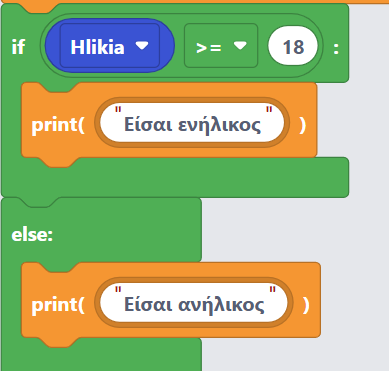 if Hlikia >= 18 :
print( "Είσαι ενήλικος" )
else:
print( "Είσαι ανήλικος" )